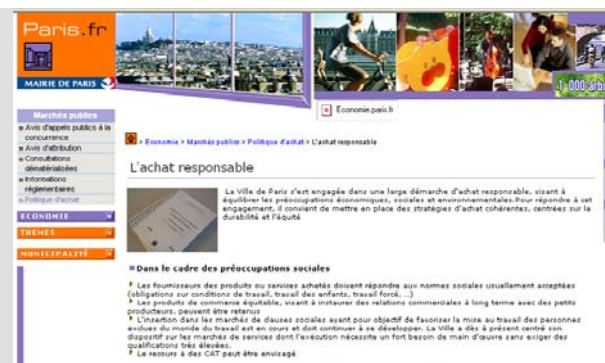 Paris.fr
MAIRIE DE PARIS
1 000 arbr
Economie.paris.fr
Marchés publics
Avis d'appels publics à la
concurrence
Avis d'attribution
Consultations
dématérialisées
Informations
réglementaires
Politique d'achat
ECONOMIE
THEMES
MUNICIPALITÉ
> Economie > Marchés publics > Politique d'achat > L'achat responsable
L'achat responsable
La Ville de Paris s'est engagée dans une large démarche d'achat responsable, visant à
équilibrer les préoccupations économiques, sociales et environnementales.Pour répondre à cet
engagement, il convient de mettre en place des stratégies d'achat cohérentes, centrées sur la
durabilité et l'équité
Dans le cadre des préoccupations sociales
Les fournisseurs des produits ou services achetés doivent répondre aux normes sociales usuellement acceptées
(obligations sur conditions de travail, travail des enfants, travail forcé, ...)
Les produits de commerce équitable, visant à instaurer des relations commerciales à long terme avec des petits
producteurs, peuvent être retenus
L'insertion dans les marchés de clauses sociales ayant pour objectif de favoriser la mise au travail des personnes
exclues du monde du travail est en cours et doit continuer à se développer. La Ville a dès à présent centré son
dispositif sur les marchés de services dont l'exécution nécessite un fort besoin de main d'œuvre sans exiger des
qualifications très élevées.
Le recours à des CAT peut être envisagé